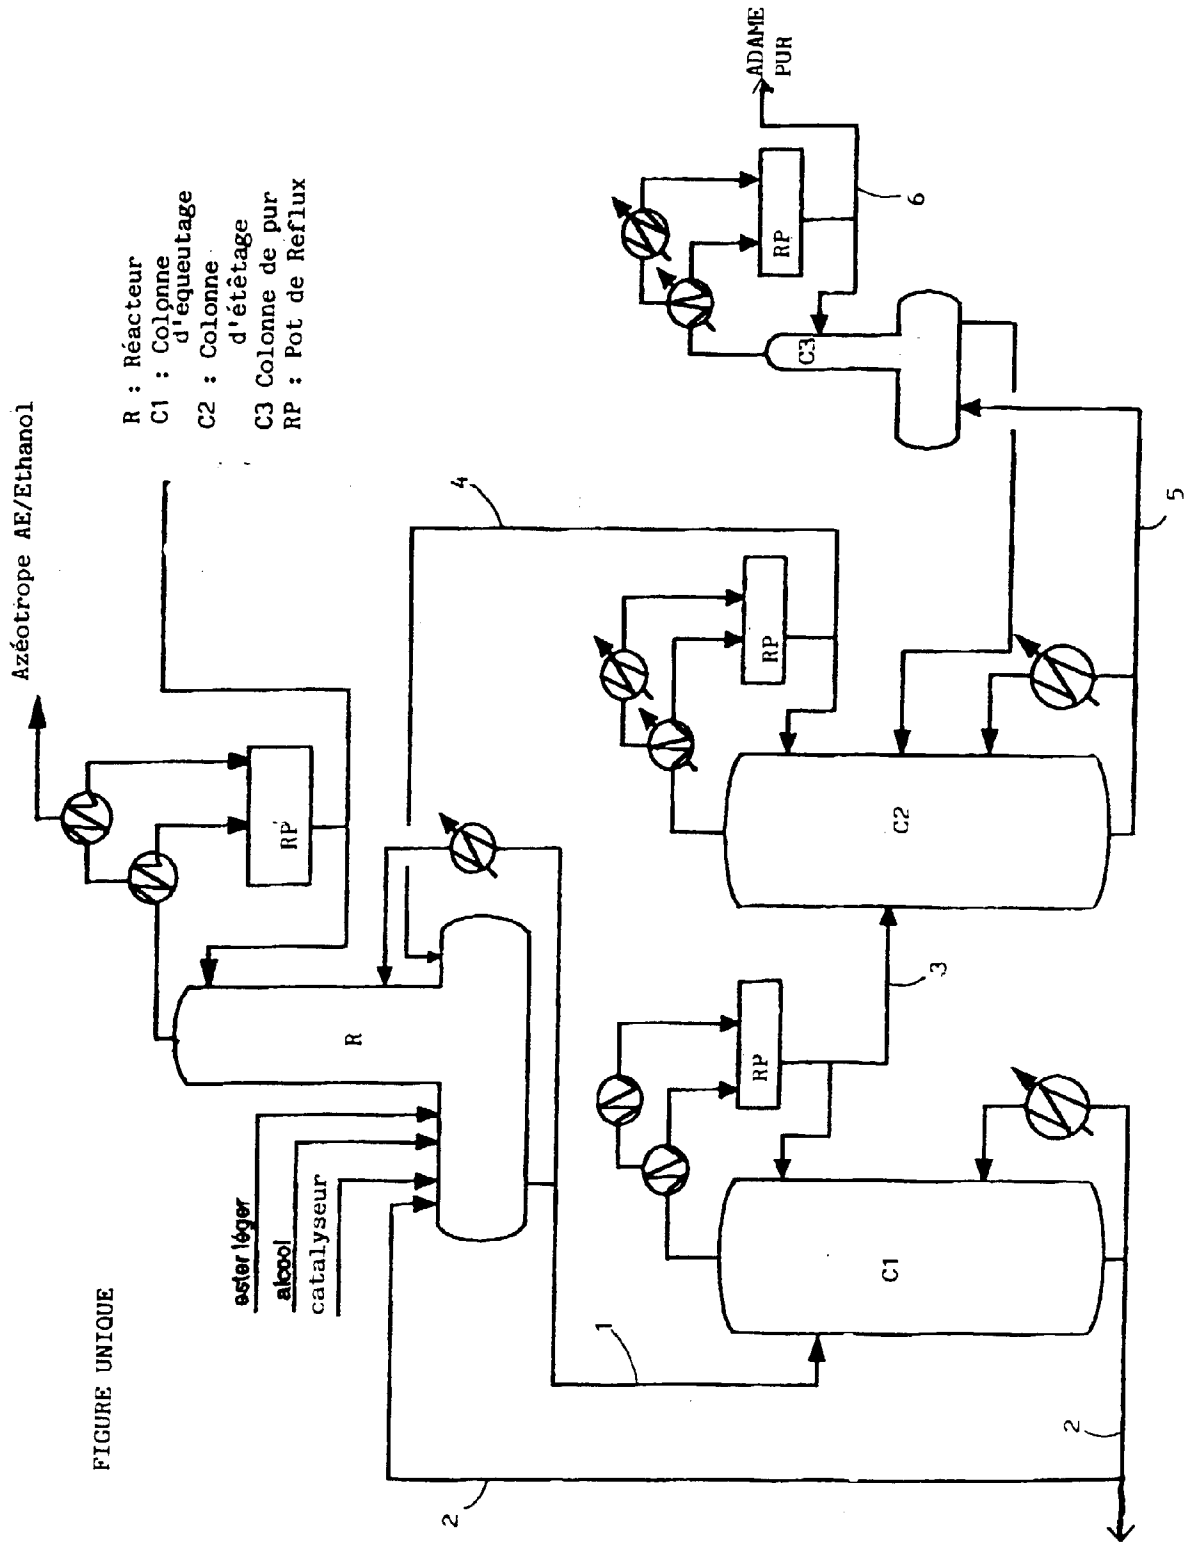 FIGURE UNIQUE
Azéotrope AE/Ethanol
R : Réacteur
C1 : Colonne
d'équeutage
C2 : Colonne
d'étêtage
C3 Colonne de pur
RP : Pot de Reflux
ester léger
alcool
catalyseur
R
RP
4
1
2
RP
C1
2
3
RP
C2
5
RP
C3
6
ADAME
PUR